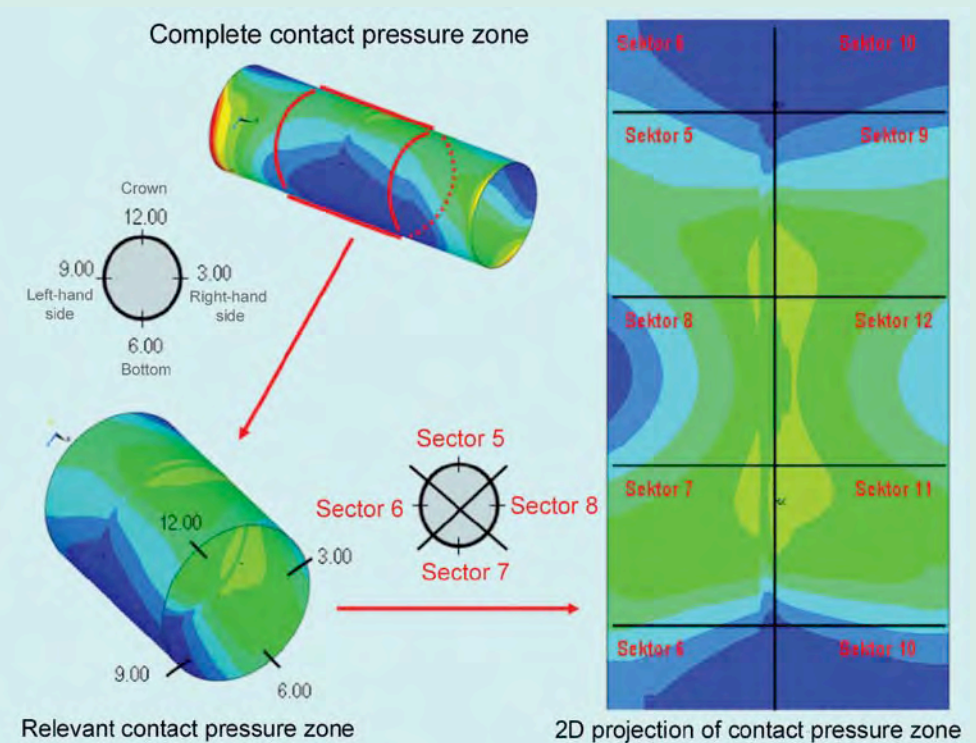 Complete contact pressure zone
Crown
12.00
9.00
3.00
Left-hand
side
Right-hand
side
6.00
Bottom
12.00
3.00
9.00
6.00
Relevant contact pressure zone
Sector 5
Sector 6
Sector 8
Sector 7
Sektor 6
Sektor 10
Sektor 5
Sektor 9
Sektor 8
Sektor 12
Sektor 7
Sektor 11
Sektor 6
Sektor 10
2D projection of contact pressure zone